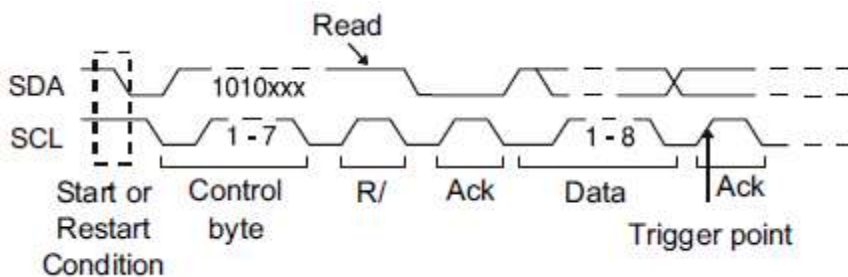 Read
SDA 1010xxx
SCL 1 - 7 1 - 8
Start or Control R/ Ack Data Ack
Restart byte Trigger point
Condition